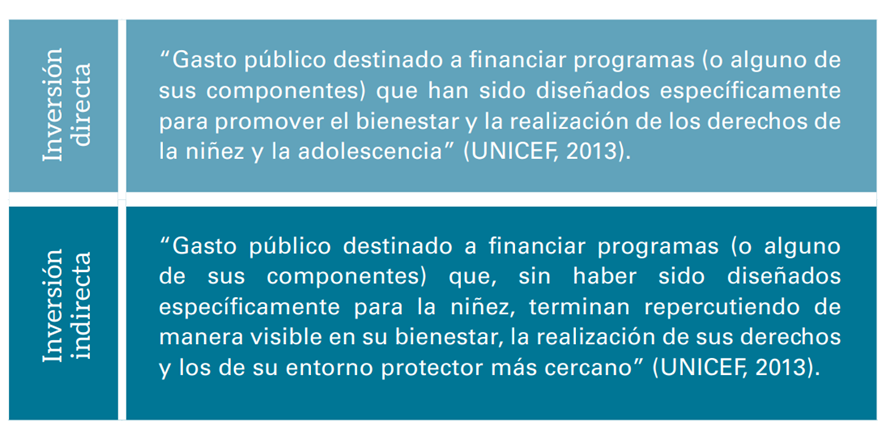 Inversión
directa
“Gasto público destinado a financiar programas (o alguno de
sus componentes) que han sido diseñados específicamente
para promover el bienestar y la realización de los derechos de
la niñez y la adolescencia” (UNICEF, 2013).
Inversión
indirecta
“Gasto público destinado a financiar programas (o alguno
de sus componentes) que, sin haber sido diseñados
específicamente para la niñez, terminan repercutiendo de
manera visible en su bienestar, la realización de sus derechos
y los de su entorno protector más cercano” (UNICEF, 2013).